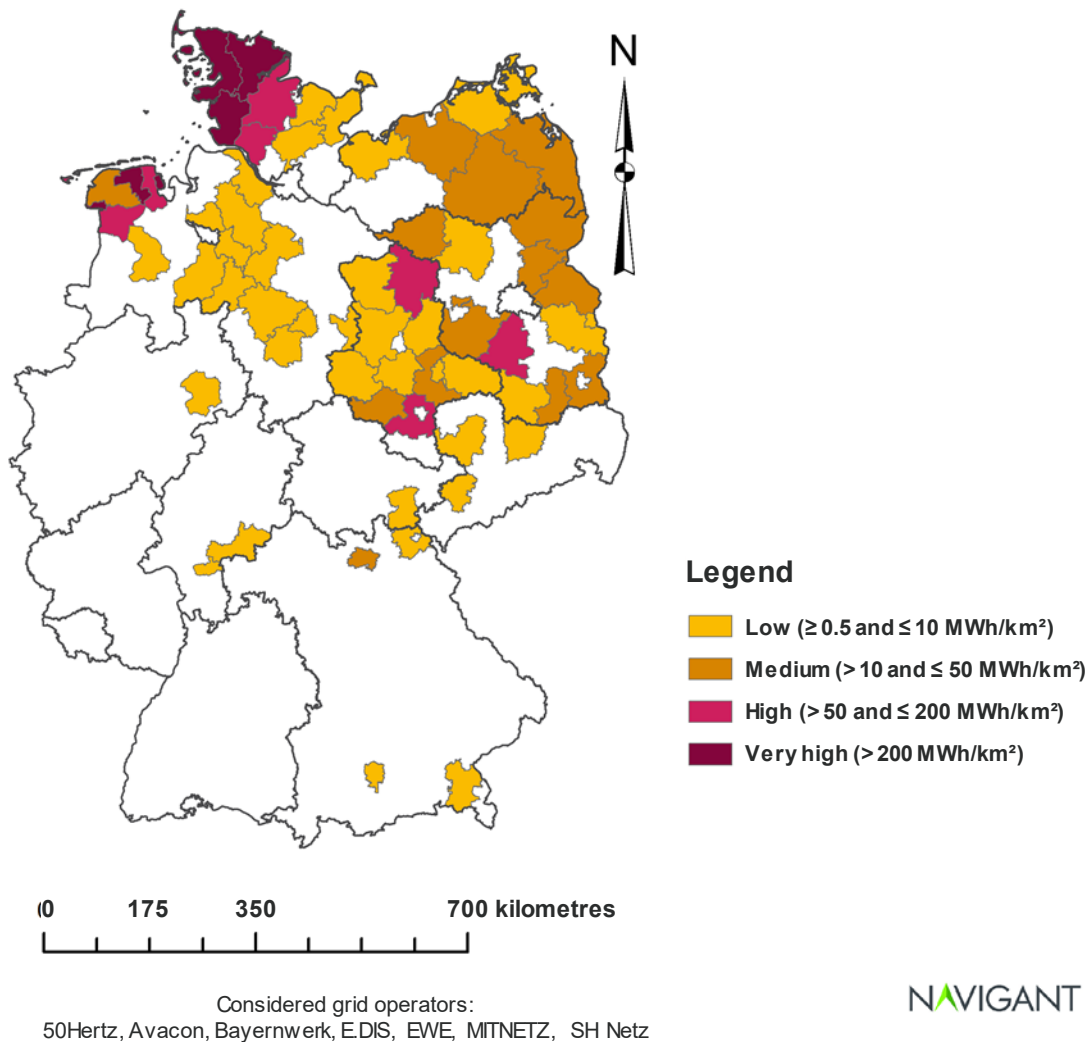 N
Legend
Low (≥ 0.5 and ≤ 10 MWh/km²)
Medium (> 10 and ≤ 50 MWh/km²)
High (> 50 and ≤ 200 MWh/km²)
Very high (> 200 MWh/km²)
0 175 350 700 kilometres
Considered grid operators:
50Hertz, Avacon, Bayernwerk, E.DIS, EWE, MITNETZ, SH Netz
NAVIGANT